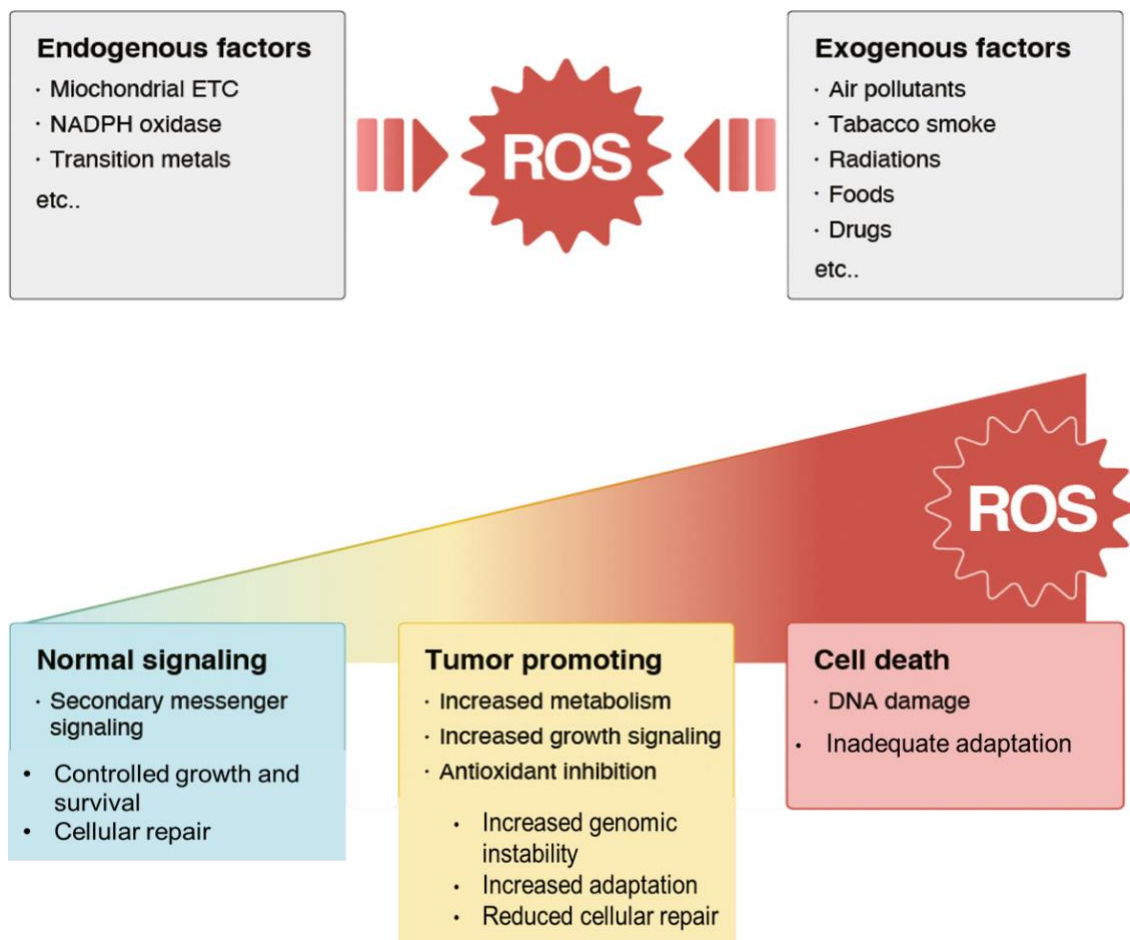 Endogenous factors
· Miochondrial ETC
· NADPH oxidase
· Transition metals
etc..
ROS
Exogenous factors
· Air pollutants
· Tabacco smoke
· Radiations
· Foods
· Drugs
etc..
ROS
Normal signaling
· Secondary messenger
signaling
• Controlled growth and
survival
• Cellular repair
Tumor promoting
· Increased metabolism
· Increased growth signaling
· Antioxidant inhibition
• Increased genomic
instability
• Increased adaptation
• Reduced cellular repair
Cell death
· DNA damage
• Inadequate adaptation